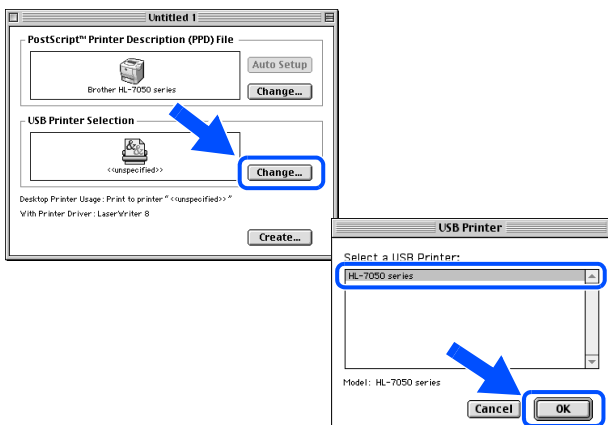 Untitled 1
PostScript™ Printer Description (PPD) File
Auto Setup
Brother HL-7050 series
Change...
USB Printer Selection
<<unspecified>>
Change...
Desktop Printer Usage: Print to printer "<<unspecified>>"
With Printer Driver: LaserWriter 8
Create...
USB Printer
Select a USB Printer:
HL-7050 series
Model: HL-7050 series
Cancel
OK